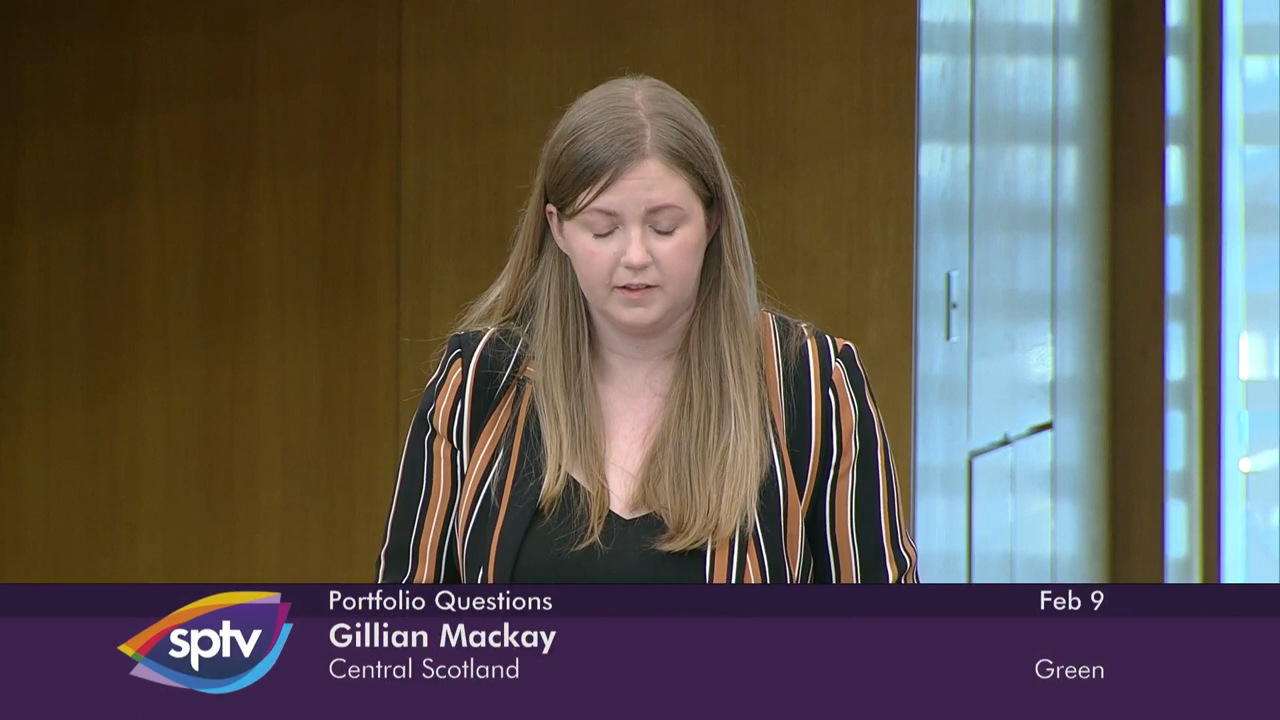 Portfolio Questions
Feb 9
sptv
Gillian Mackay
Central Scotland
Green